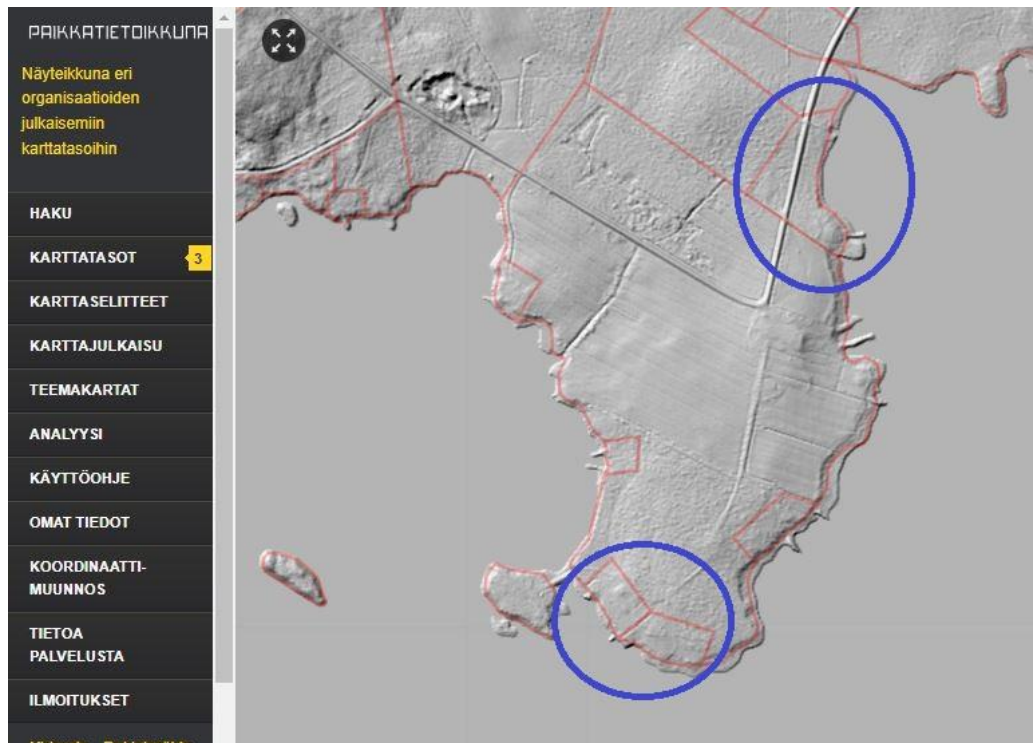 PAIKKATIETOIKKUNA
Näyteikkuna eri
organisaatioiden
julkaisemiin
karttatasoihin
HAKU
KARTTATASOT 3
KARTTASELITTEET
KARTTAJULKAISU
TEEMAKARTAT
ANALYYSI
KÄYTTÖOHJE
OMAT TIEDOT
KOORDINAATTI-
MUUNNOS
TIETOA
PALVELUSTA
ILMOITUKSET